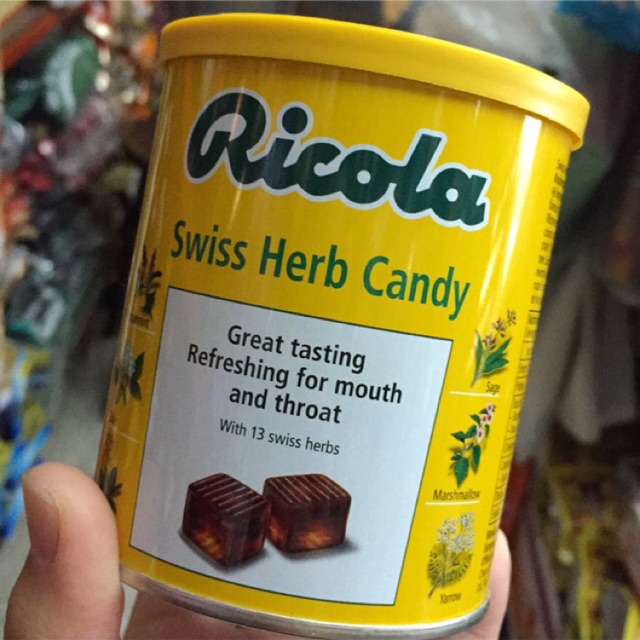 Ricola
Swiss Herb Candy
Great tasting
Refreshing for mouth
and throat
With 13 swiss herbs
Sage
Marshmallow
Yarrow